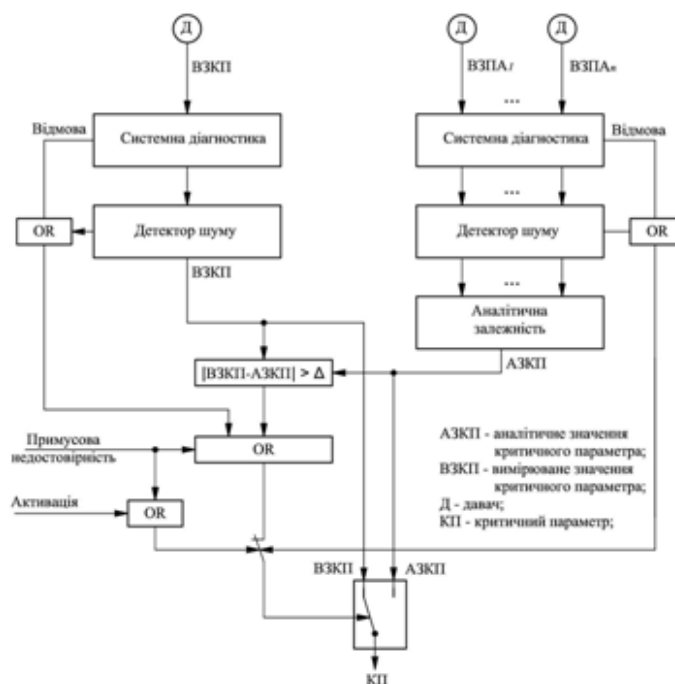 Д
Д
Д
ВЗКП
ВЗПА1
ВЗПАn
...
Відмова
Системна діагностика
Системна діагностика
Відмова
...
OR
Детектор шуму
Детектор шуму
OR
ВЗКП
...
Аналітична
залежність
АЗКП
|ВЗКП-АЗКП| > Δ
Примусова
недостовірність
OR
Активація
OR
АЗКП - аналітичне значення
критичного параметра;
ВЗКП - вимірюване значення
критичного параметра;
Д - давач;
КП - критичний параметр;
ВЗКП
АЗКП
КП